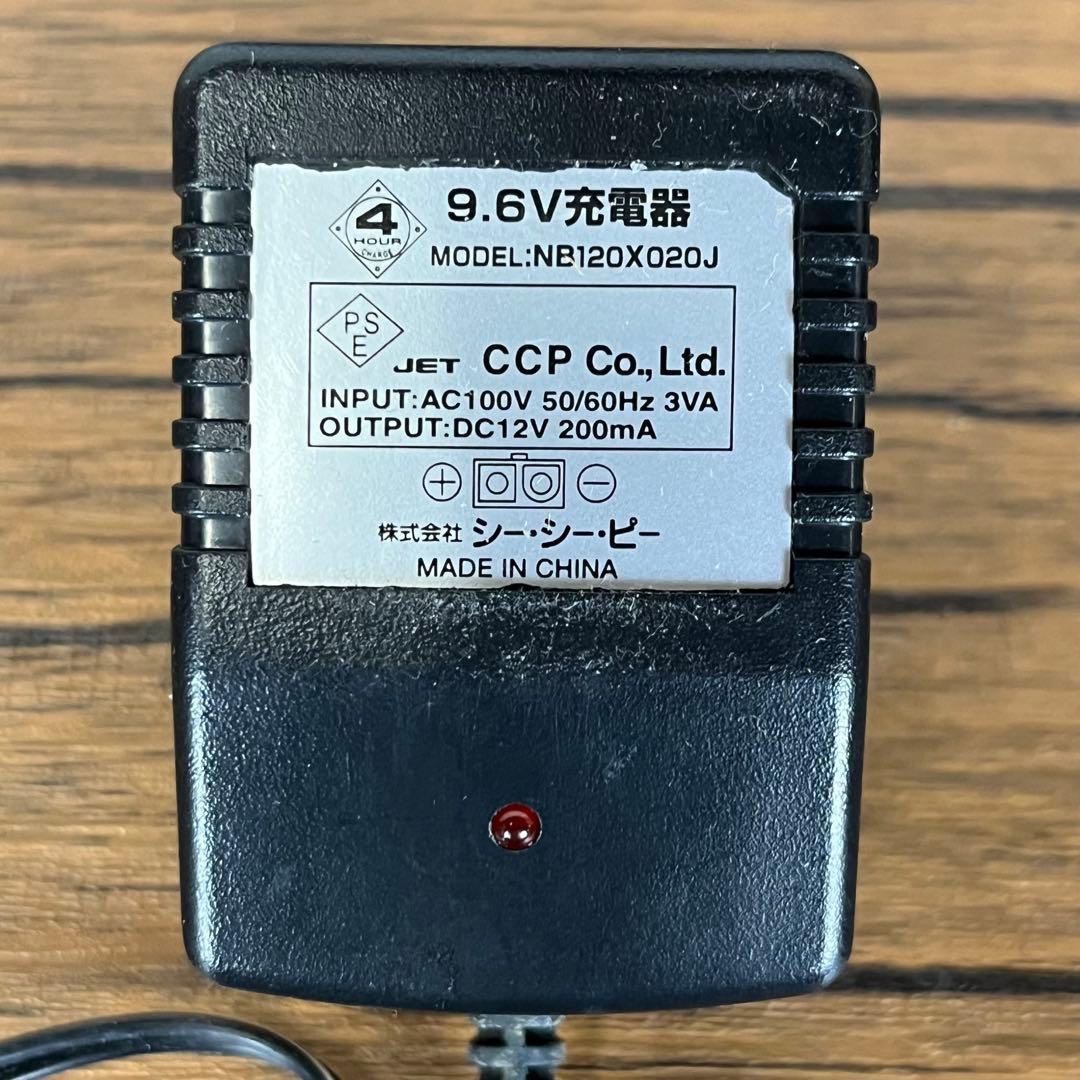 4
HOUR
CHARGE
9.6V充電器
MODEL:NB120X020J
PSE
JET CCP Co.,Ltd.
INPUT:AC100V 50/60Hz 3VA
OUTPUT:DC12V 200mA
株式会社 シー・シー・ピー
MADE IN CHINA